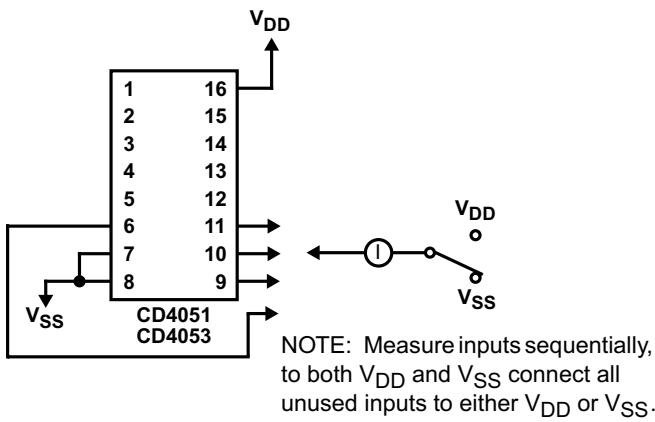 VDD
1 16
2 15
3 14
4 13
5 12
6 11
7 10
8 9
VSS
CD4051
CD4053
I
VDD
VSS
NOTE: Measure inputs sequentially,
to both VDD and VSS connect all
unused inputs to either VDD or VSS.